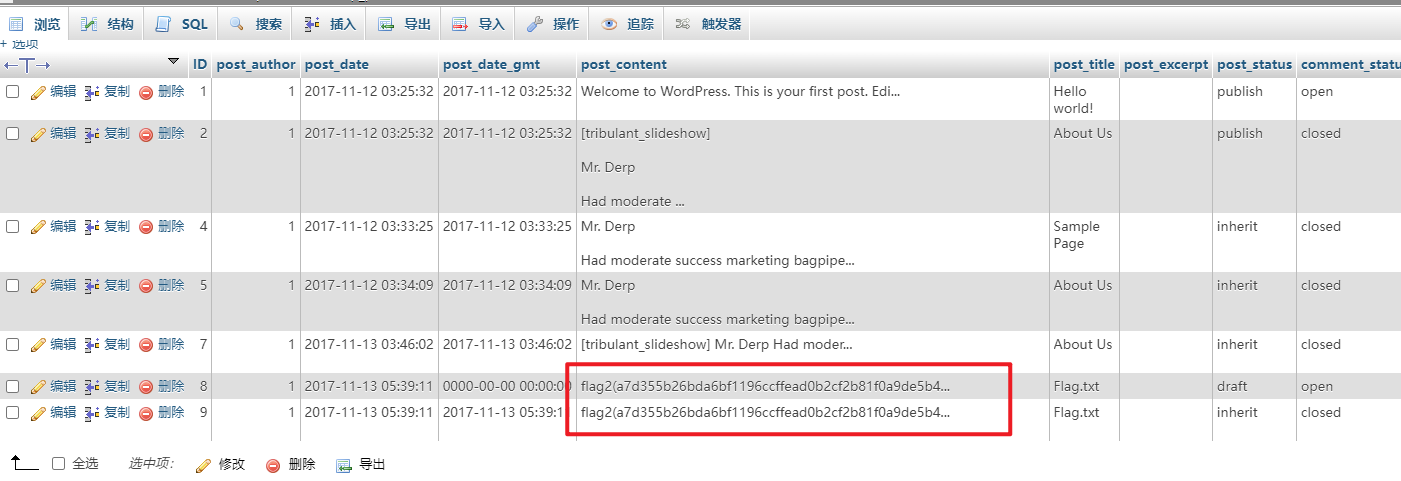 浏览 结构 SQL 搜索 插入 导出 导入 操作 追踪 触发器
+ 选项
←T→ ID post_author post_date post_date_gmt post_content post_title post_excerpt post_status comment_statu
编辑 复制 删除 1 1 2017-11-12 03:25:32 2017-11-12 03:25:32 Welcome to WordPress. This is your first post. Edi... Hello publish open
world!
编辑 复制 删除 2 1 2017-11-12 03:25:32 2017-11-12 03:25:32 [tribulant_slideshow] About Us publish closed
Mr. Derp
Had moderate ...
编辑 复制 删除 4 1 2017-11-12 03:33:25 2017-11-12 03:33:25 Mr. Derp Sample inherit closed
Page
Had moderate success marketing bagpipe...
编辑 复制 删除 5 1 2017-11-12 03:34:09 2017-11-12 03:34:09 Mr. Derp About Us inherit closed
Had moderate success marketing bagpipe...
编辑 复制 删除 7 1 2017-11-13 03:46:02 2017-11-13 03:46:02 [tribulant_slideshow] Mr. Derp Had moder... About Us inherit closed
编辑 复制 删除 8 1 2017-11-13 05:39:11 0000-00-00 00:00:00 flag2(a7d355b26bda6bf1196ccffead0b2cf2b81f0a9de5b4... Flag.txt draft open
编辑 复制 删除 9 1 2017-11-13 05:39:11 2017-11-13 05:39:1 flag2(a7d355b26bda6bf1196ccffead0b2cf2b81f0a9de5b4... Flag.txt inherit closed
全选 选中项: 修改 删除 导出